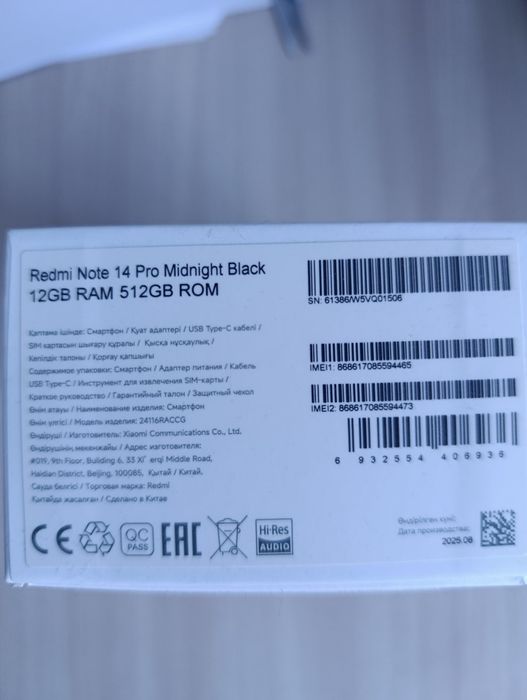 Redmi Note 14 Pro Midnight Black
12GB RAM 512GB ROM
Қаптама ішінде: Смартфон / Қуат адаптері / USB Type-C кабелі /
SIM картасын шығару құралы / Қысқа нұсқаулық /
Кепілдік талоны / Қорғау қапшығы
Содержимое упаковки: Смартфон / Адаптер питания / Кабель
USB Type-C / Инструмент для извлечения SIM-карты /
Краткое руководство / Гарантийный талон / Защитный чехол
Өнім атауы / Наименование изделия: Смартфон
Өнім үлгісі / Модель изделия: 24116RACCG
Өндіруші / Изготовитель: Xiaomi Communications Co., Ltd.
Өндірушінің мекенжайы / Адрес изготовителя:
#019, 9th Floor, Building 6, 33 Xi'erqi Middle Road,
Haidian District, Beijing, 100085, Қытай / Китай.
Сауда белгісі / Торговая марка: Redmi
Қытайда жасалған / Сделано в Китае
SN: 61386/W5VQ01506
IMEI1: 868617085594465
IMEI2: 868617085594473
6 932554 406936
CE
QC
PASS
EAC
Hi-Res
AUDIO
Өндірілген күні:
Дата производства:
2025.08